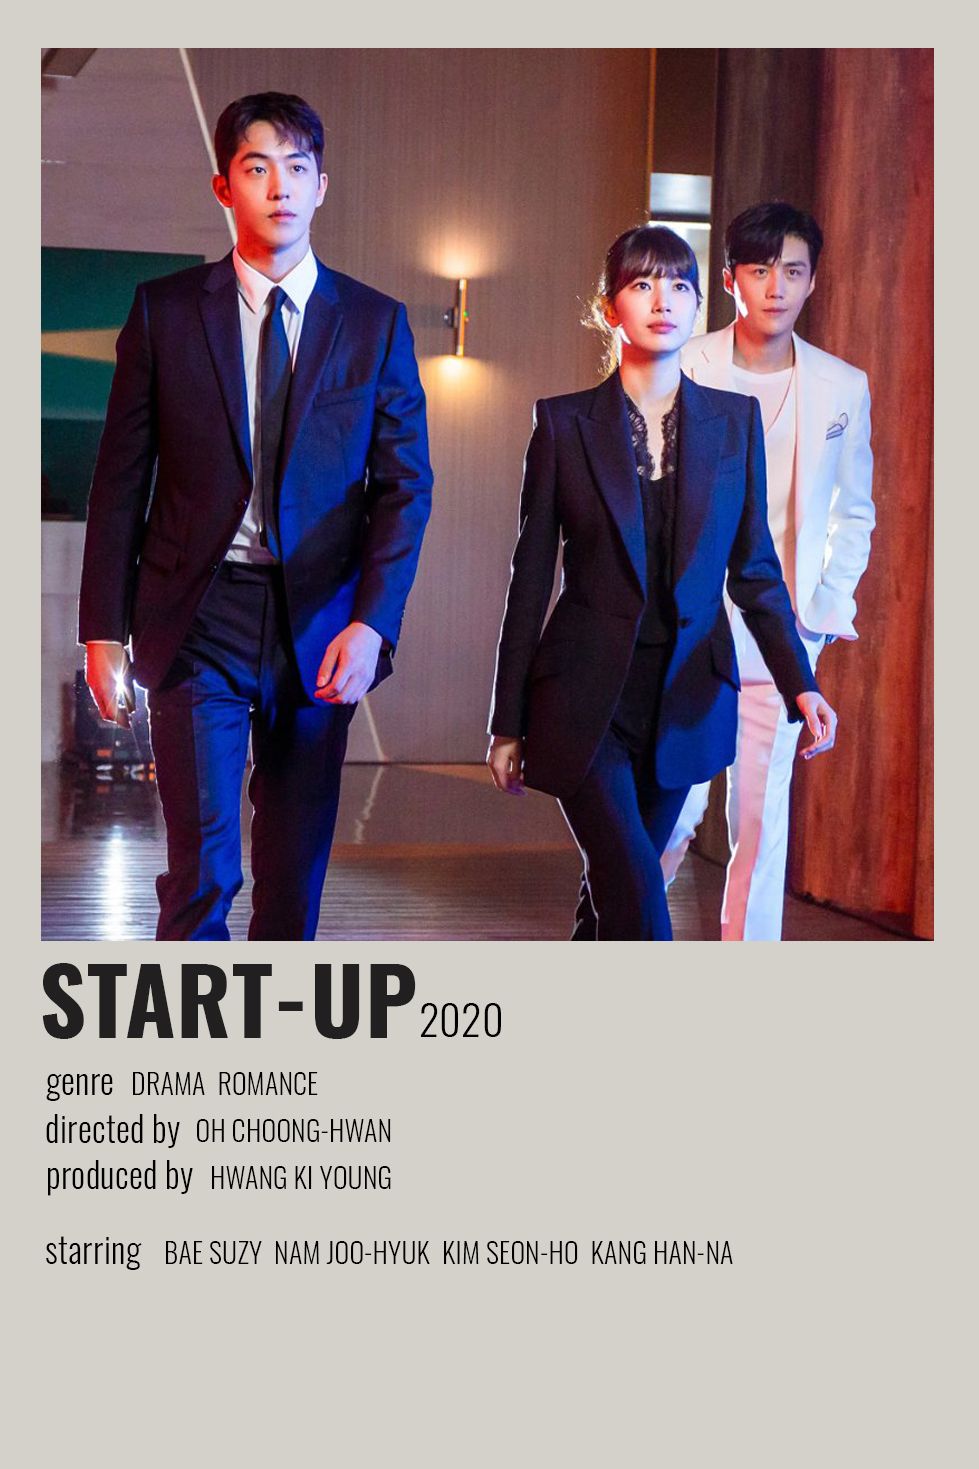 START-UP 2020
genre DRAMA ROMANCE
directed by OH CHOONG-HWAN
produced by HWANG KI YOUNG
starring BAE SUZY NAM JOO-HYUK KIM SEON-HO KANG HAN-NA